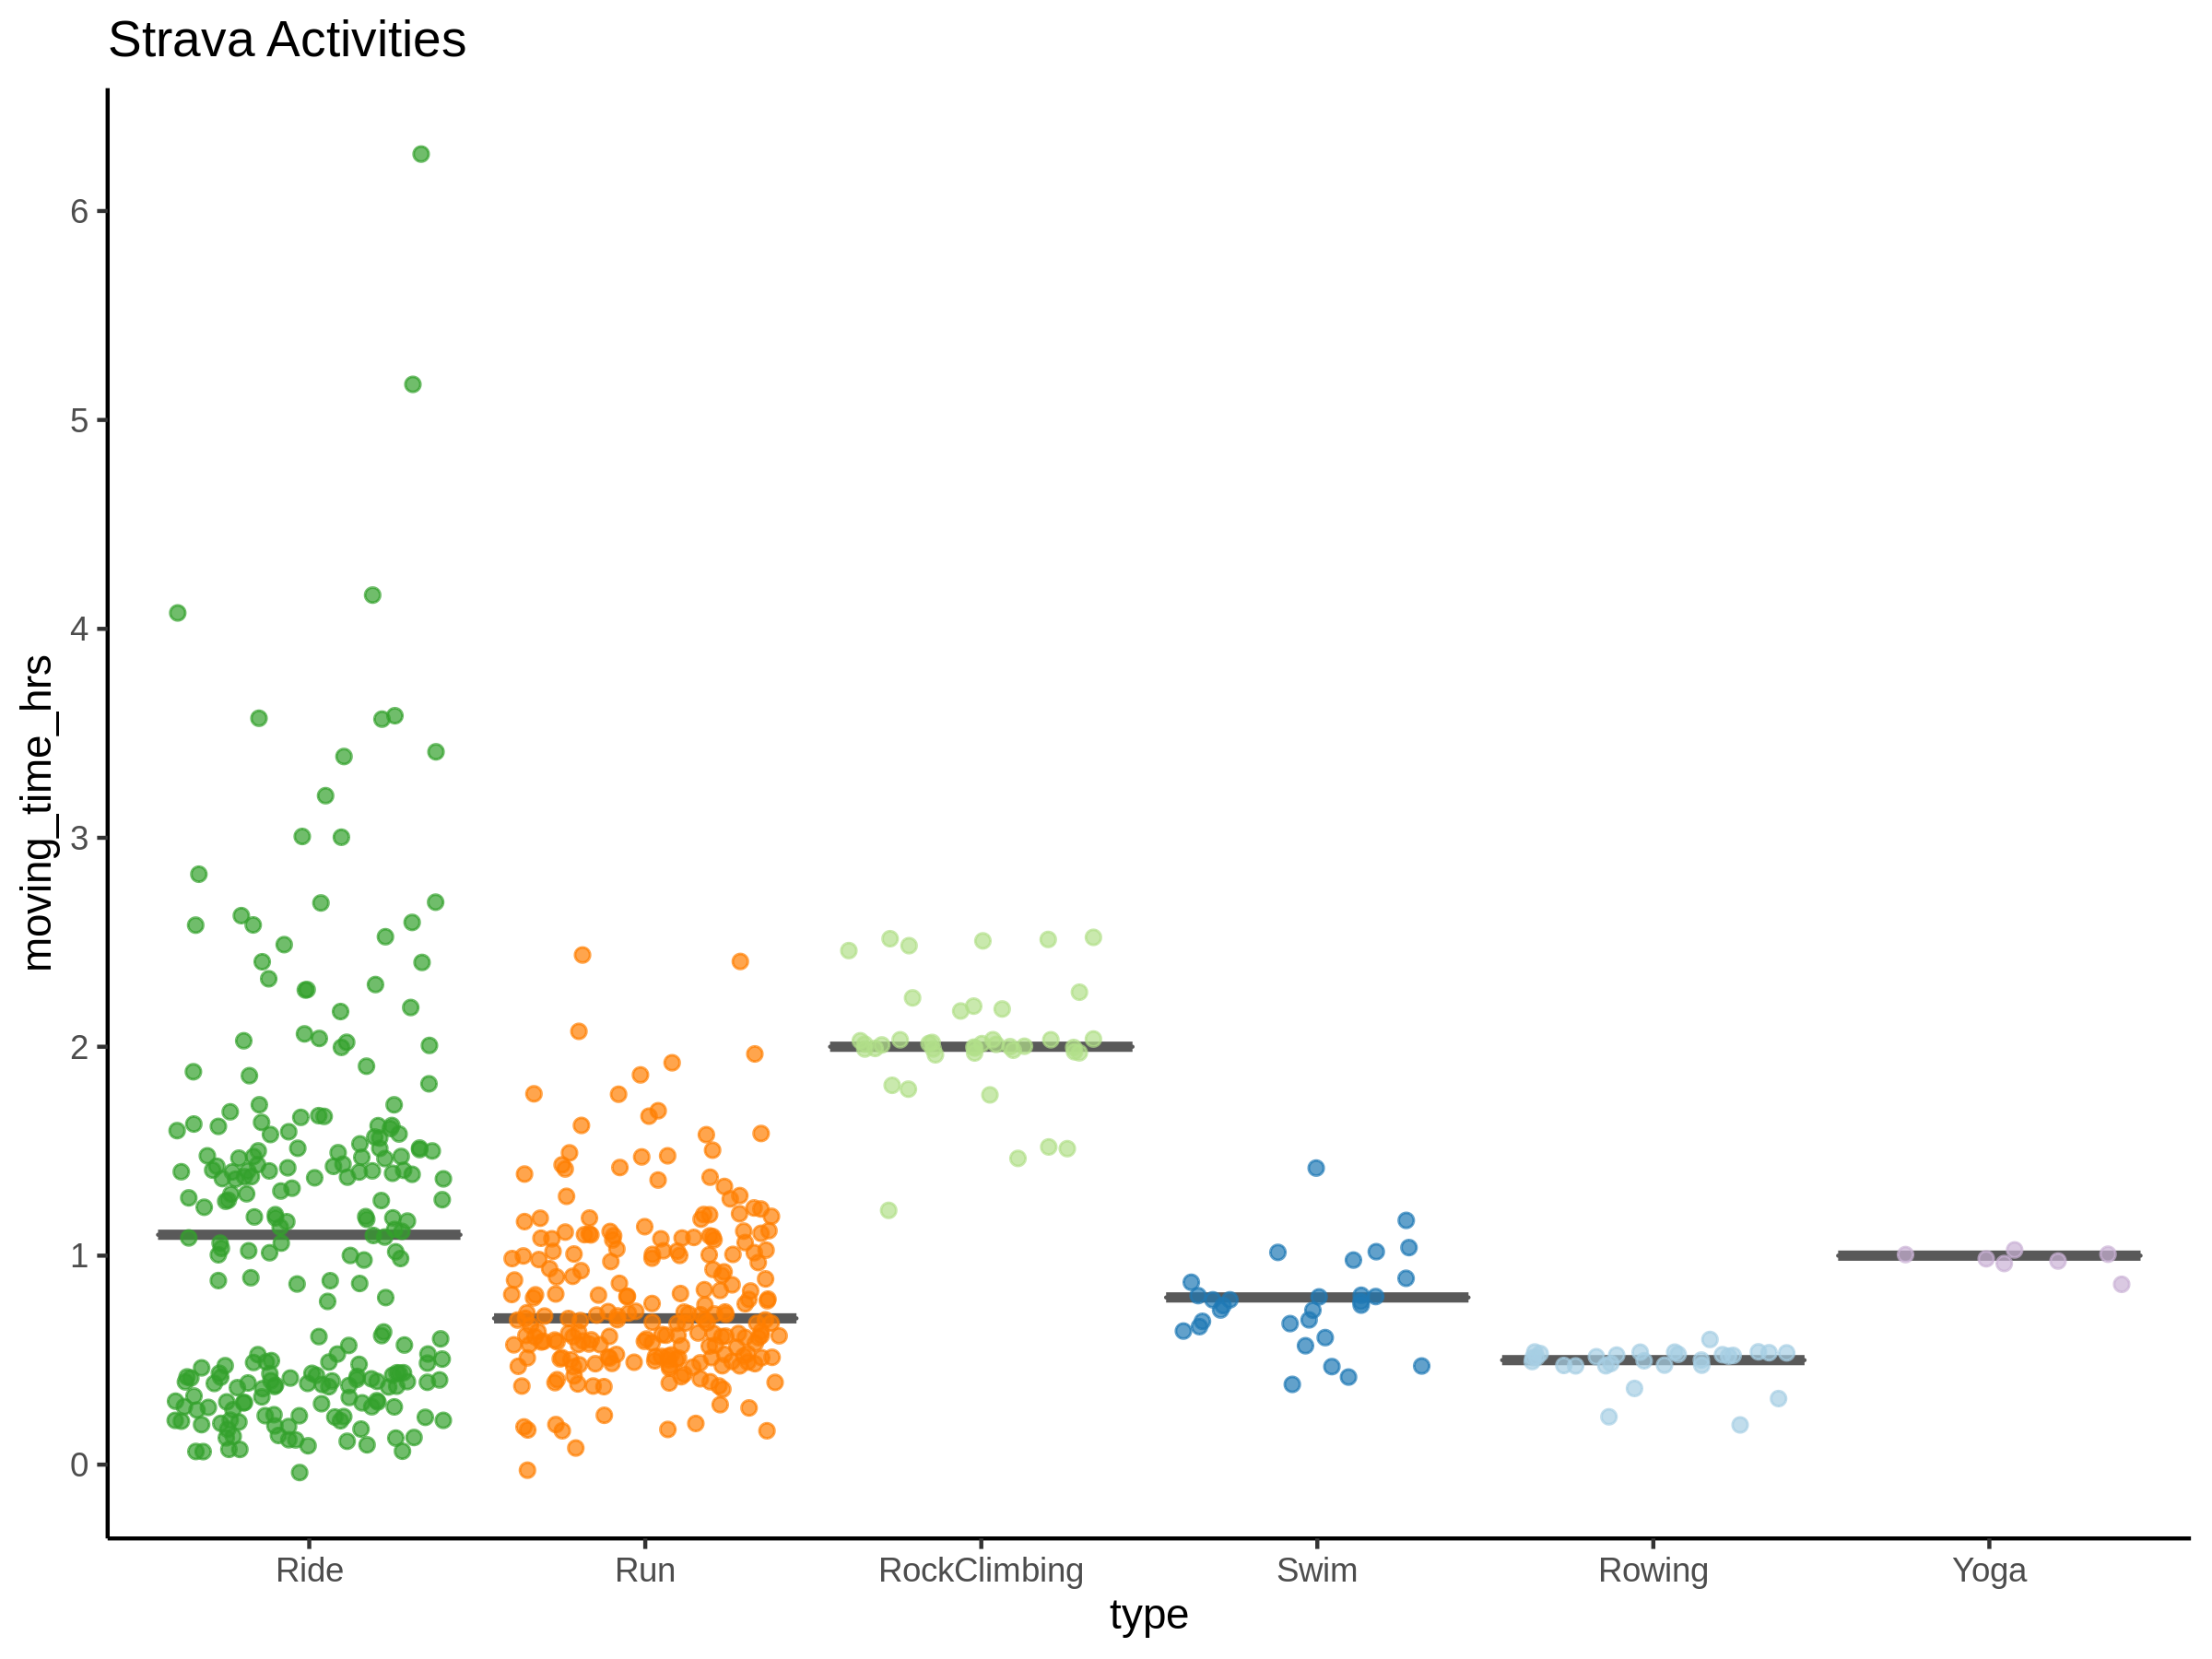 Strava Activities
moving_time_hrs
6
5
4
3
2
1
0
Ride Run RockClimbing Swim Rowing Yoga
type